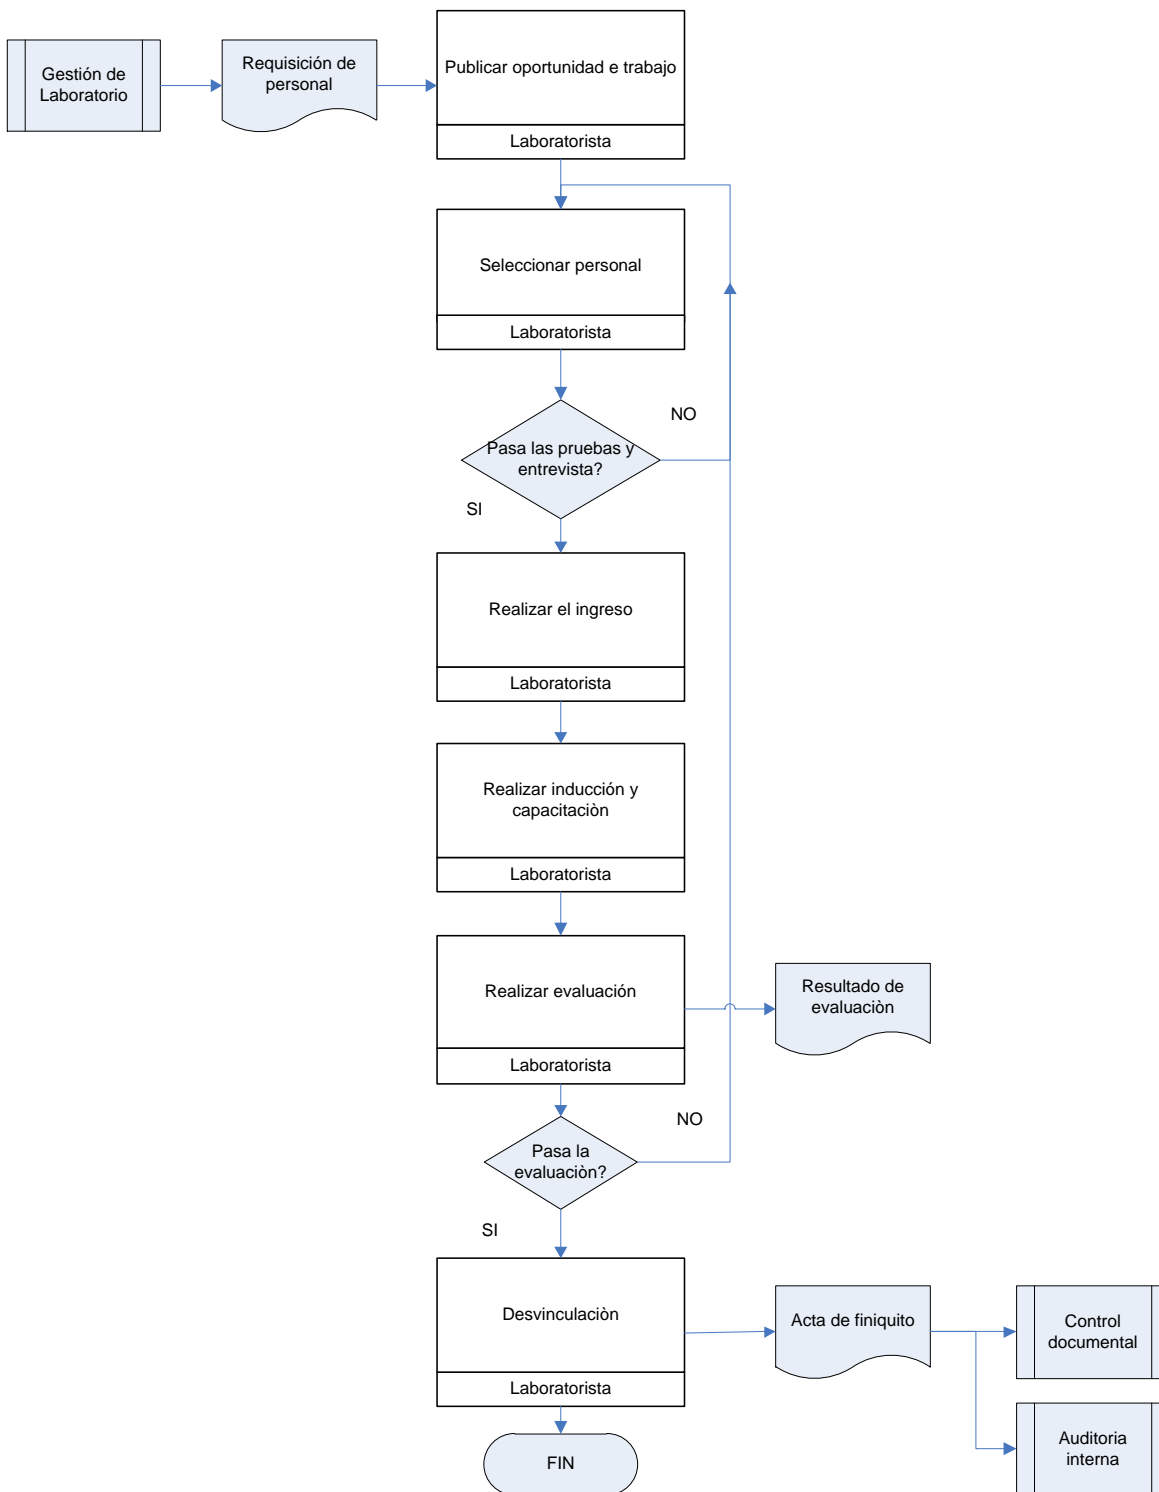 Gestión de
Laboratorio
Requisición de
personal
Publicar oportunidad e trabajo
Laboratorista
Seleccionar personal
Laboratorista
Pasa las pruebas y
entrevista?
NO
SI
Realizar el ingreso
Laboratorista
Realizar inducción y
capacitaciòn
Laboratorista
Realizar evaluación
Laboratorista
Resultado de
evaluaciòn
Pasa la
evaluaciòn?
NO
SI
Desvinculaciòn
Laboratorista
Acta de finiquito
Control
documental
Auditoria
interna
FIN